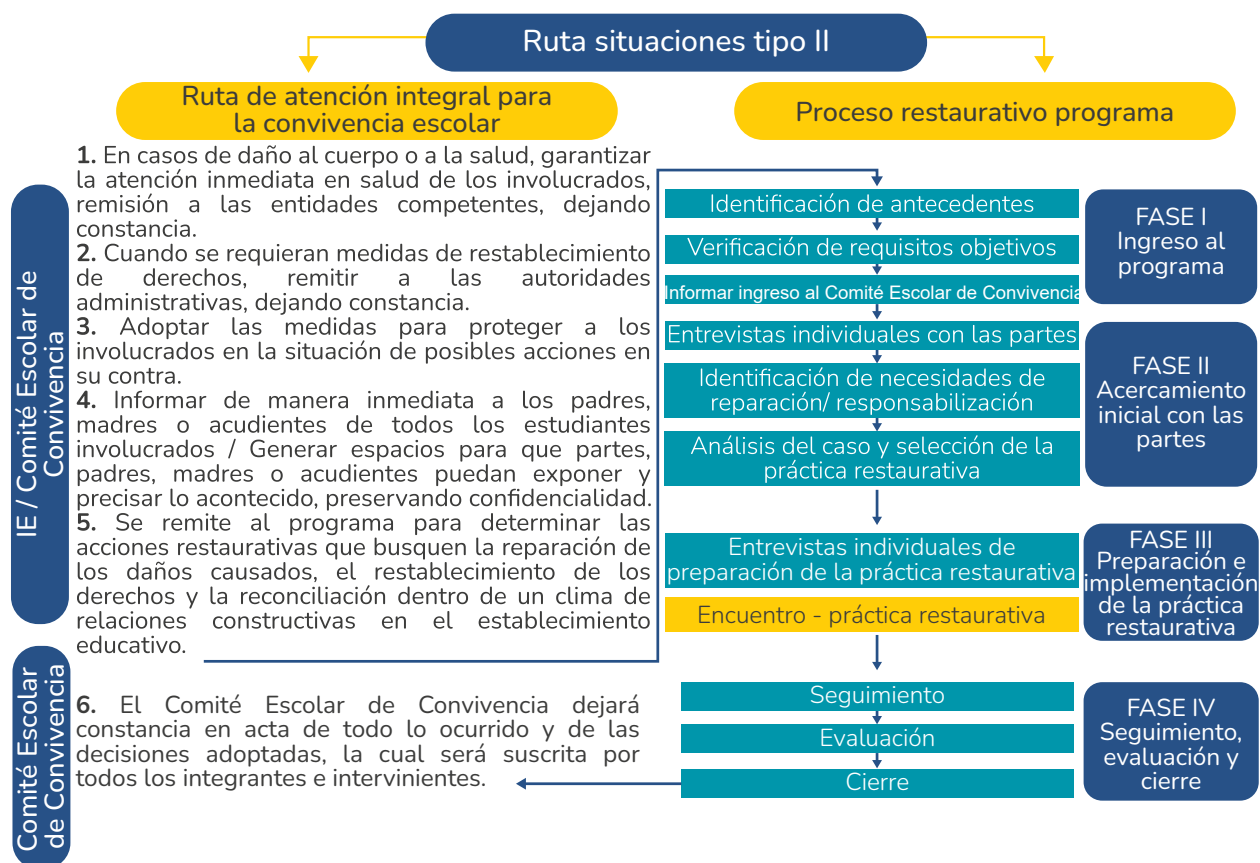 Ruta situaciones tipo II
Ruta de atención integral para
la convivencia escolar
IE / Comité Escolar de
Convivencia
1. En casos de daño al cuerpo o a la salud, garantizar
la atención inmediata en salud de los involucrados,
remisión a las entidades competentes, dejando
constancia.
2. Cuando se requieran medidas de restablecimiento
de derechos, remitir a las autoridades
administrativas, dejando constancia.
3. Adoptar las medidas para proteger a los
involucrados en la situación de posibles acciones en
su contra.
4. Informar de manera inmediata a los padres,
madres o acudientes de todos los estudiantes
involucrados / Generar espacios para que partes,
padres, madres o acudientes puedan exponer y
precisar lo acontecido, preservando confidencialidad.
5. Se remite al programa para determinar las
acciones restaurativas que busquen la reparación de
los daños causados, el restablecimiento de los
derechos y la reconciliación dentro de un clima de
relaciones constructivas en el establecimiento
educativo.
Comité Escolar
de Convivencia
6. El Comité Escolar de Convivencia dejará
constancia en acta de todo lo ocurrido y de las
decisiones adoptadas, la cual será suscrita por
todos los integrantes e intervinientes.
Proceso restaurativo programa
Identificación de antecedentes
Verificación de requisitos objetivos
Informar ingreso al Comité Escolar de Convivencia
FASE I
Ingreso al
programa
Entrevistas individuales con las partes
Identificación de necesidades de
reparación/ responsabilización
Análisis del caso y selección de la
práctica restaurativa
FASE II
Acercamiento
inicial con las
partes
Entrevistas individuales de
preparación de la práctica restaurativa
Encuentro - práctica restaurativa
FASE III
Preparación e
implementación
de la práctica
restaurativa
Seguimiento
Evaluación
Cierre
FASE IV
Seguimiento,
evaluación y
cierre